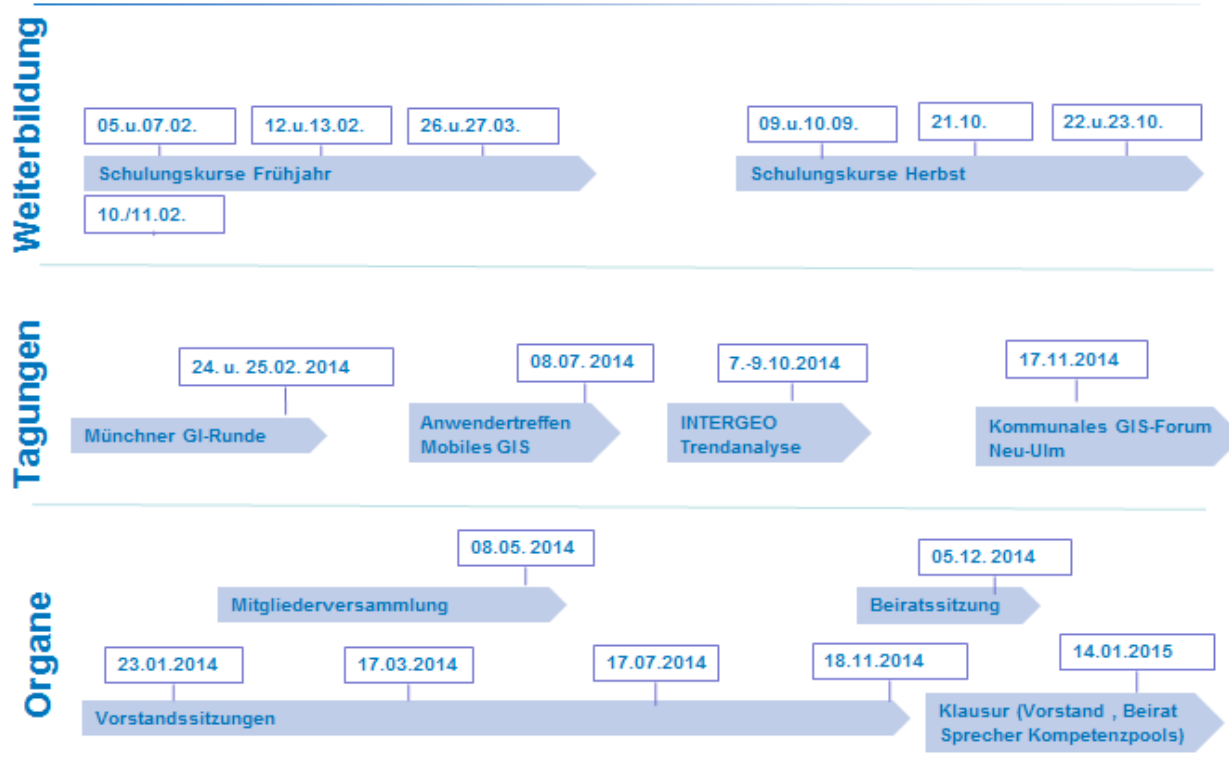 Weiterbildung
05.u.07.02.
12.u.13.02.
26.u.27.03.
09.u.10.09.
21.10.
22.u.23.10.
Schulungskurse Frühjahr
Schulungskurse Herbst
10./11.02.
Tagungen
24. u. 25.02. 2014
08.07. 2014
7.-9.10.2014
17.11.2014
Münchner GI-Runde
Anwendertreffen
Mobiles GIS
INTERGEO
Trendanalyse
Kommunales GIS-Forum
Neu-Ulm
Organe
08.05. 2014
05.12. 2014
Mitgliederversammlung
Beiratssitzung
23.01.2014
17.03.2014
17.07.2014
18.11.2014
14.01.2015
Vorstandssitzungen
Klausur (Vorstand , Beirat
Sprecher Kompetenzpools)